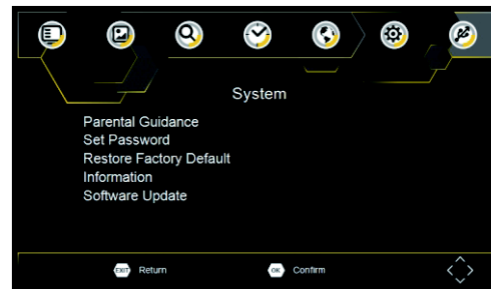 System
Parental Guidance
Set Password
Restore Factory Default
Information
Software Update
EXIT Return OK Confirm